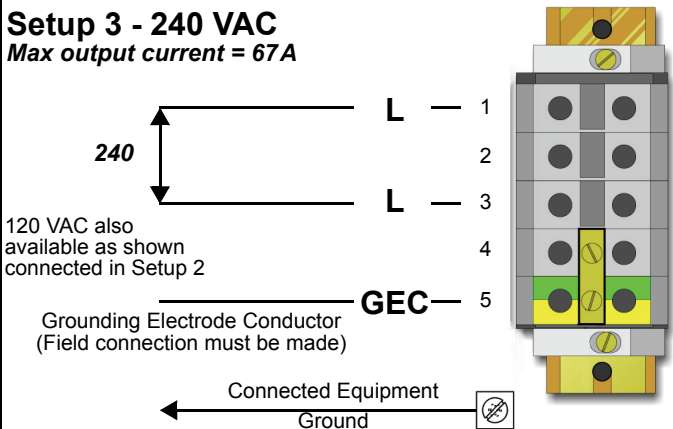 Setup 3 - 240 VAC
Max output current = 67A
L 1
240
2
L 3
120 VAC also
available as shown
connected in Setup 2
4
GEC 5
Grounding Electrode Conductor
(Field connection must be made)
Connected Equipment
Ground